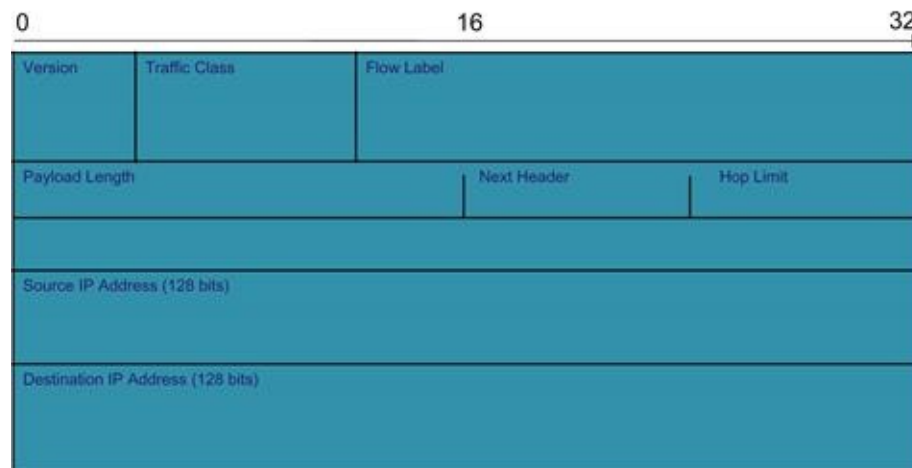 0 16 32
Version Traffic Class Flow Label
Payload Length Next Header Hop Limit
Source IP Address (128 bits)
Destination IP Address (128 bits)